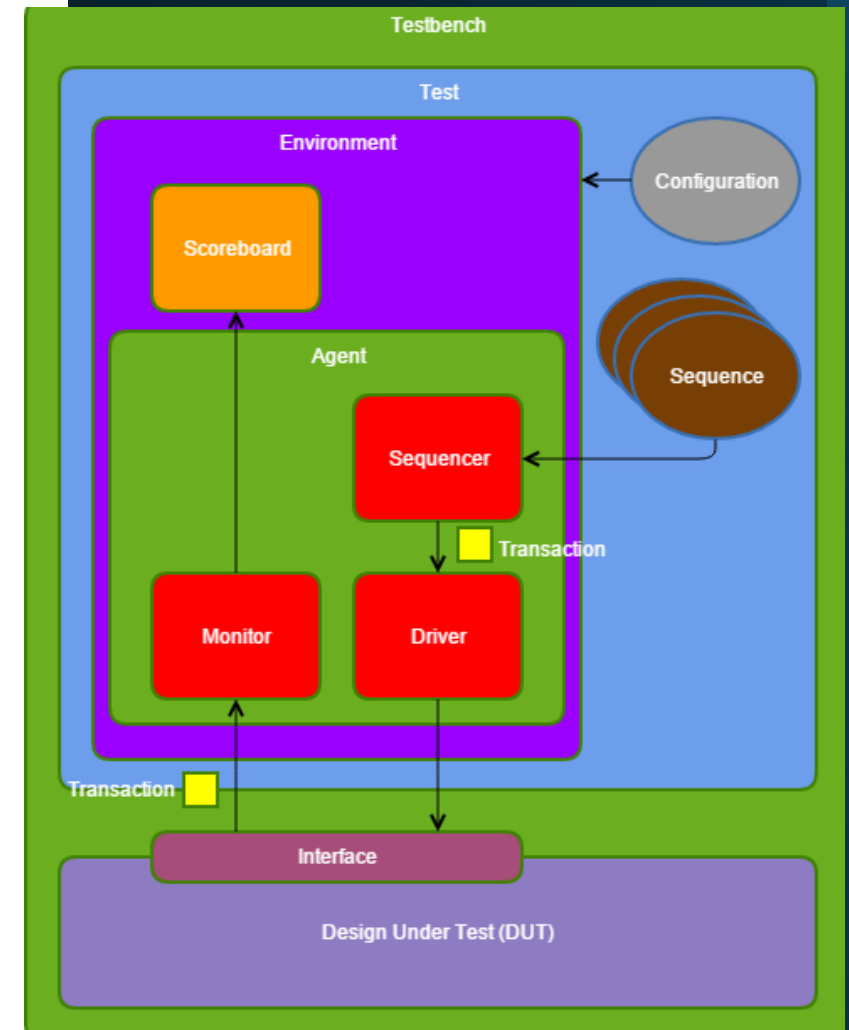 Testbench
Test
Environment
Configuration
Scoreboard
Agent
Sequence
Sequencer
Transaction
Monitor
Driver
Transaction
Interface
Design Under Test (DUT)